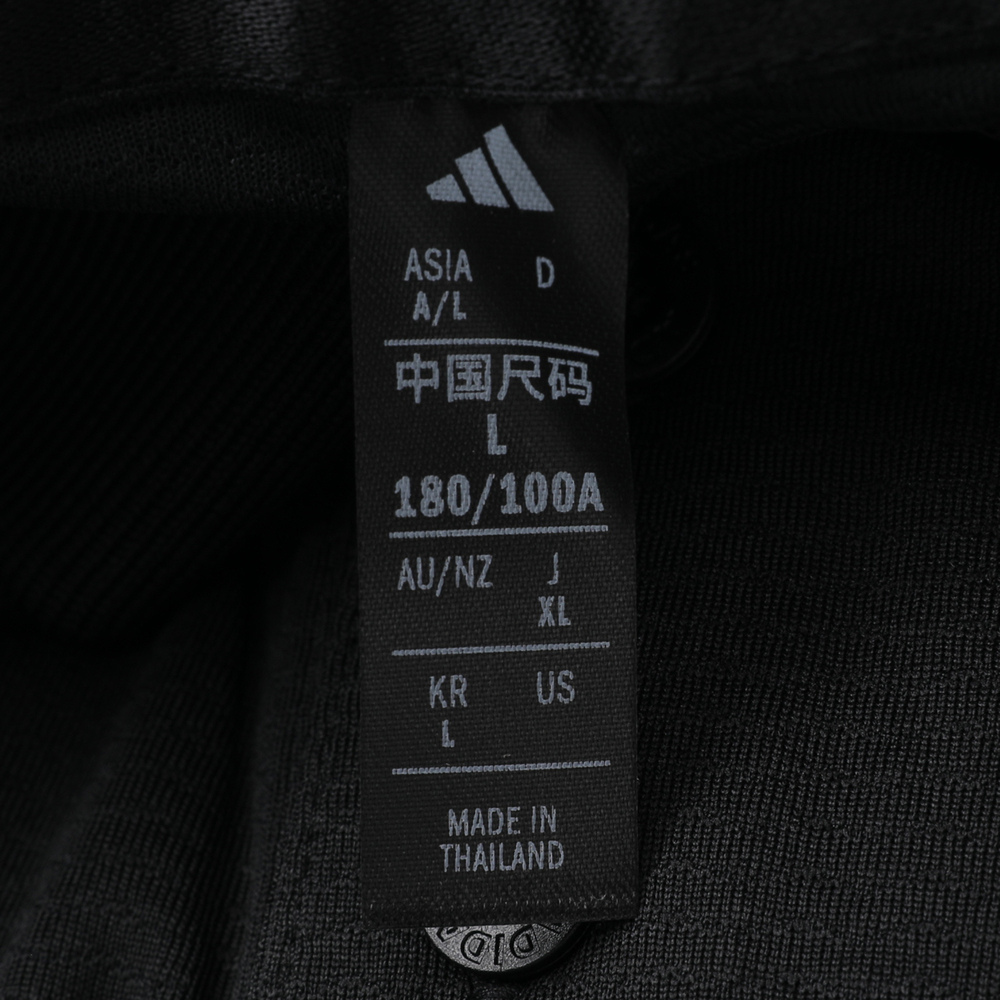 ASIA D
A/L
中国尺码
L
180/100A
AU/NZ J
XL
KR US
L
MADE IN
THAILAND